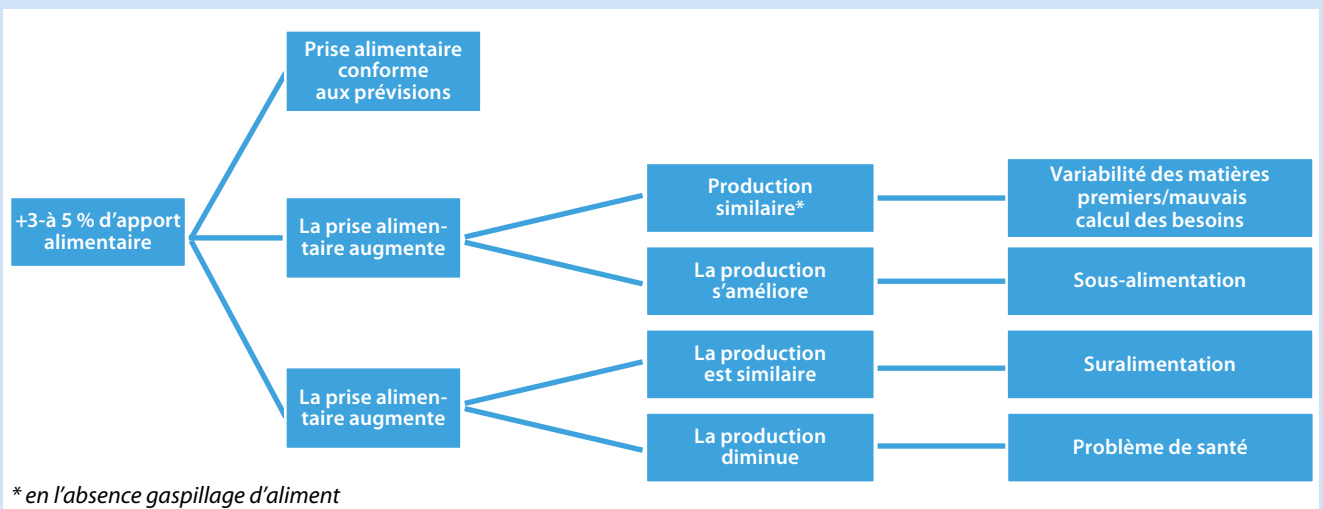 Prise alimentaire
conforme
aux prévisions
+3-à 5 % d’apport
alimentaire
La prise alimen-
taire augmente
Production
similaire*
Variabilité des matières
premiers/mauvais
calcul des besoins
La production
s’améliore
Sous-alimentation
La prise alimen-
taire augmente
La production
est similaire
Suralimentation
La production
diminue
Problème de santé
* en l’absence gaspillage d’aliment